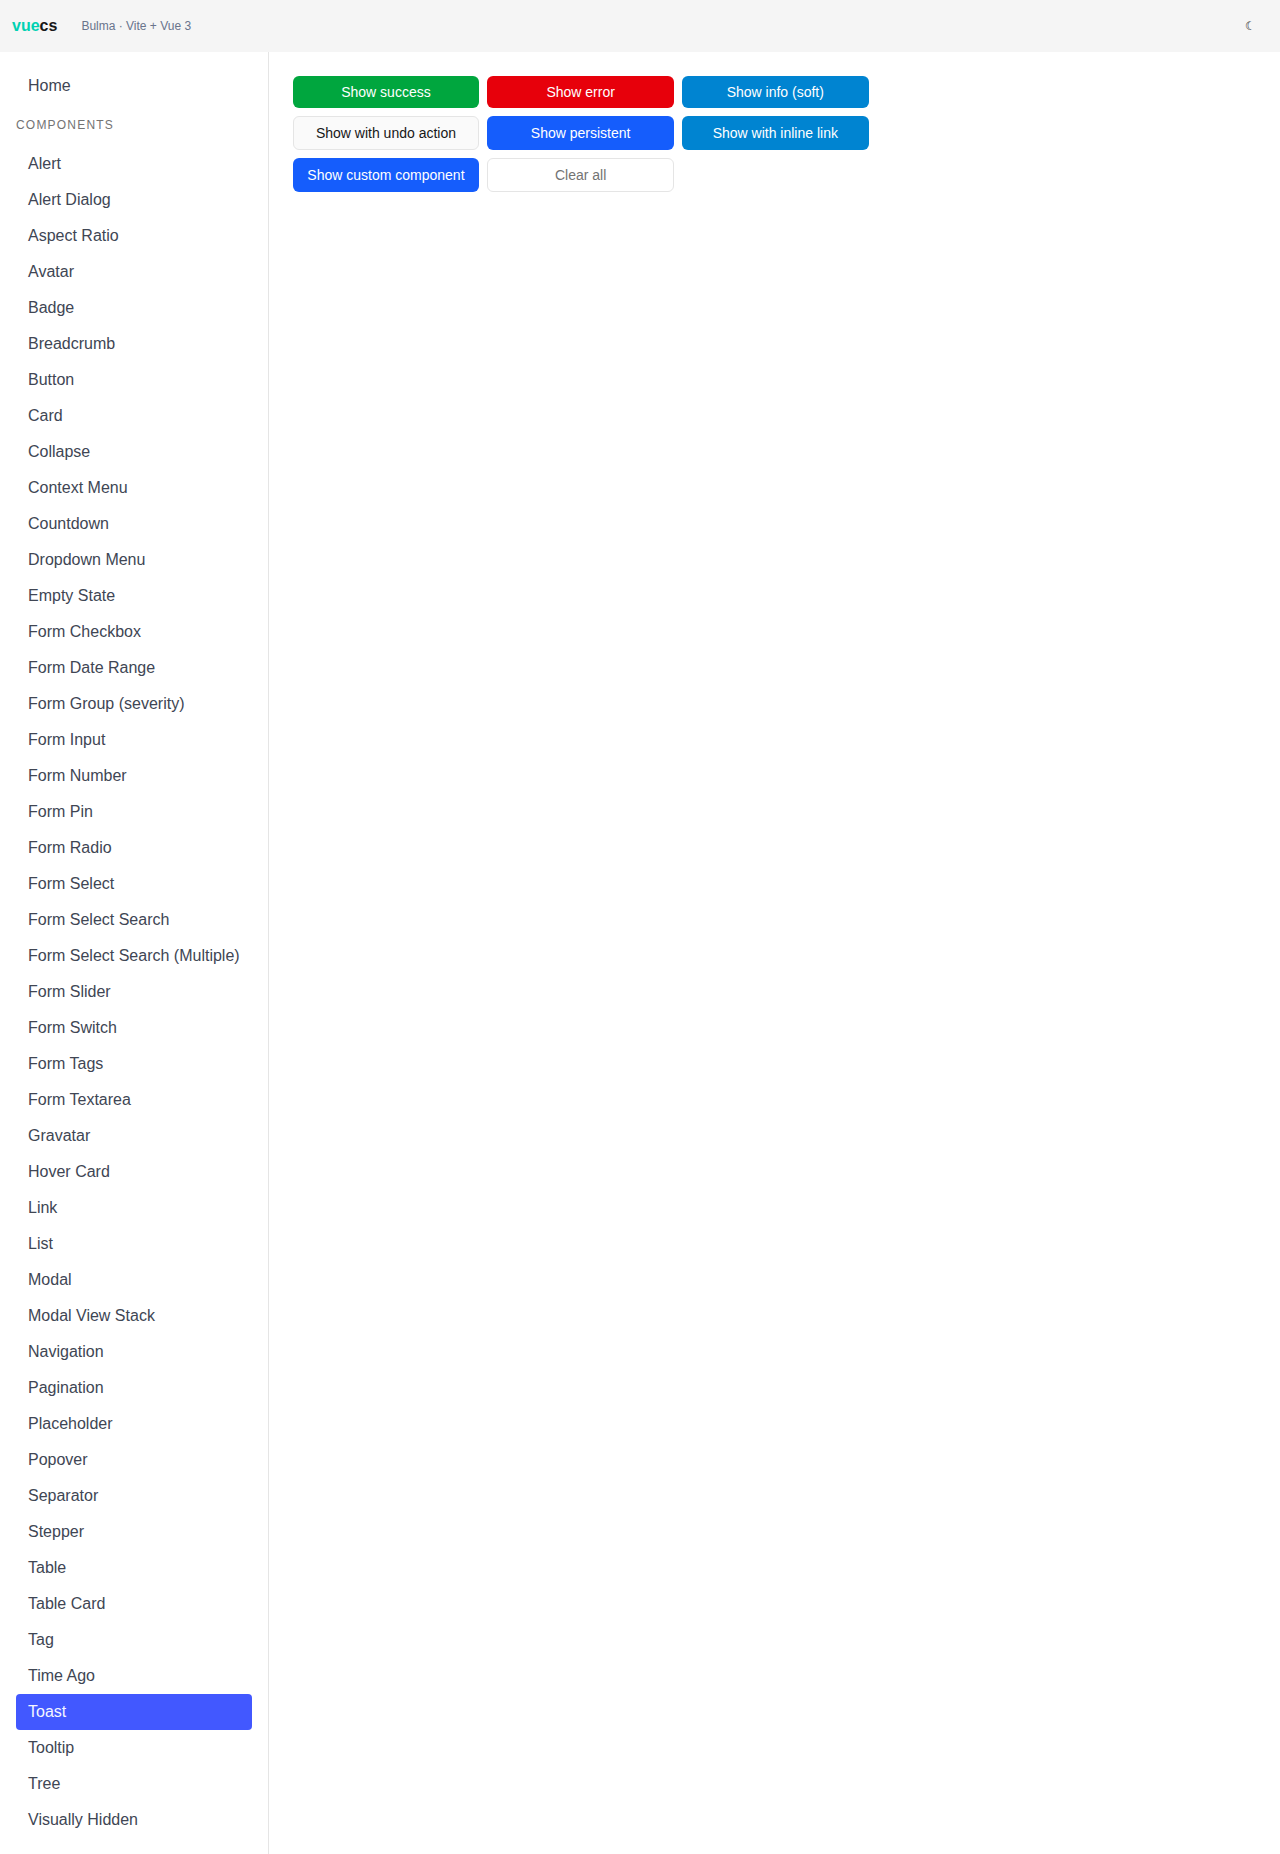 vuecs Bulma · Vite + Vue 3 ☾
Home
COMPONENTS
Alert
Alert Dialog
Aspect Ratio
Avatar
Badge
Breadcrumb
Button
Card
Collapse
Context Menu
Countdown
Dropdown Menu
Empty State
Form Checkbox
Form Date Range
Form Group (severity)
Form Input
Form Number
Form Pin
Form Radio
Form Select
Form Select Search
Form Select Search (Multiple)
Form Slider
Form Switch
Form Tags
Form Textarea
Gravatar
Hover Card
Link
List
Modal
Modal View Stack
Navigation
Pagination
Placeholder
Popover
Separator
Stepper
Table
Table Card
Tag
Time Ago
Toast
Tooltip
Tree
Visually Hidden
Show success Show error Show info (soft)
Show with undo action Show persistent Show with inline link
Show custom component Clear all